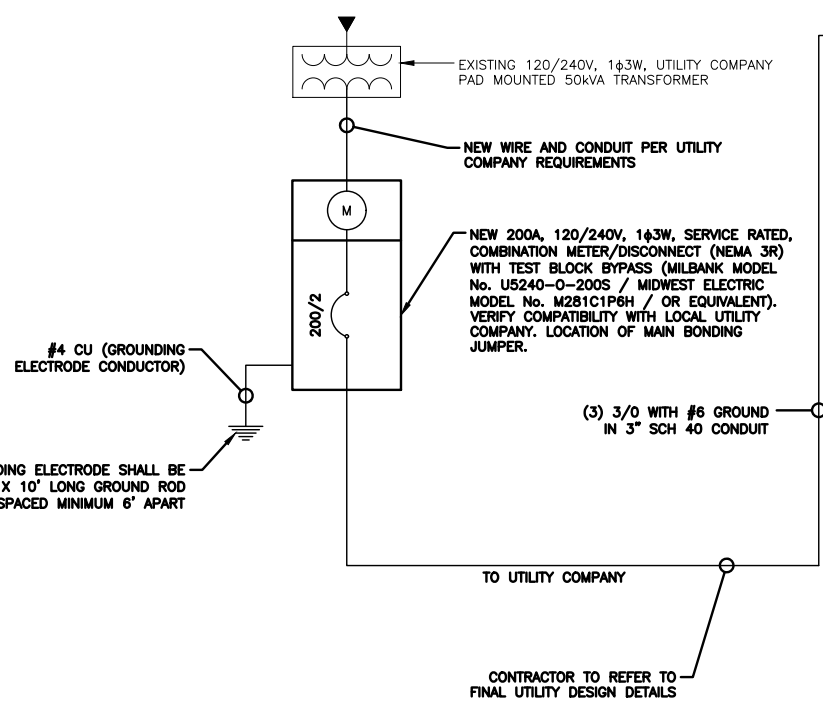 EXISTING 120/240V, 1ϕ3W, UTILITY COMPANY
PAD MOUNTED 50kVA TRANSFORMER
NEW WIRE AND CONDUIT PER UTILITY
COMPANY REQUIREMENTS
M
NEW 200A, 120/240V, 1ϕ3W, SERVICE RATED,
COMBINATION METER/DISCONNECT (NEMA 3R)
WITH TEST BLOCK BYPASS (MILBANK MODEL
No. U5240-O-200S / MIDWEST ELECTRIC
MODEL No. M281C1P6H / OR EQUIVALENT).
VERIFY COMPATIBILITY WITH LOCAL UTILITY
COMPANY. LOCATION OF MAIN BONDING
JUMPER.
200/2
#4 CU (GROUNDING
ELECTRODE CONDUCTOR)
(3) 3/0 WITH #6 GROUND
IN 3" SCH 40 CONDUIT
DING ELECTRODE SHALL BE
X 10' LONG GROUND ROD
SPACED MINIMUM 6' APART
TO UTILITY COMPANY
CONTRACTOR TO REFER TO
FINAL UTILITY DESIGN DETAILS